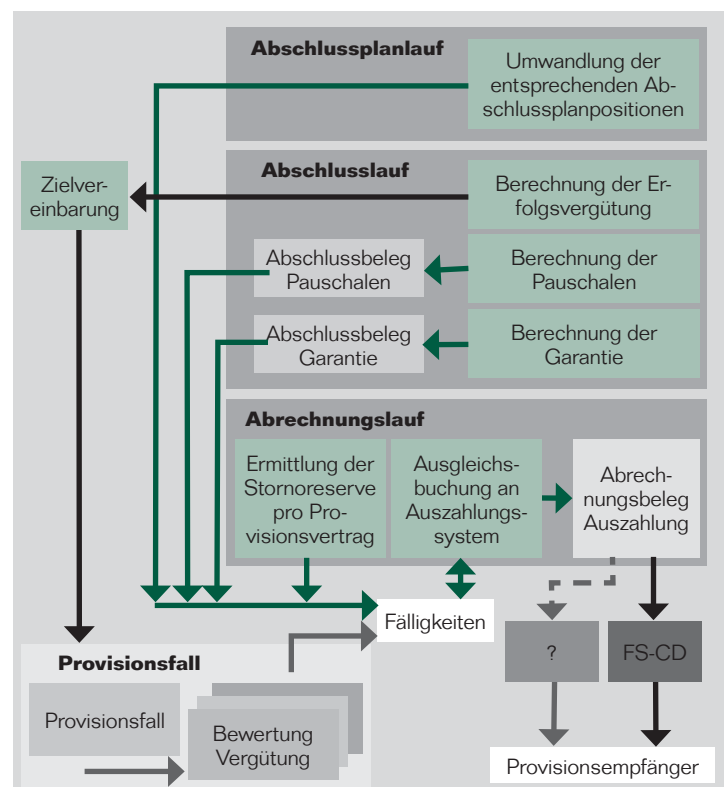 Abschlussplanlauf
Umwandlung der
entsprechenden Ab-
schlussplanpositionen
Zielver-
einbarung
Abschlusslauf
Berechnung der Er-
folgsvergütung
Abschlussbeleg
Pauschalen
Berechnung der
Pauschalen
Abschlussbeleg
Garantie
Berechnung der
Garantie
Abrechnungslauf
Ermittlung der
Stornoreserve
pro Pro-
visionsvertrag
Ausgleichs-
buchung an
Auszahlungs-
system
Abrech-
nungsbeleg
Auszahlung
Fälligkeiten
?
FS-CD
Provisionsfall
Provisionsfall
Bewertung
Vergütung
Provisionsempfänger